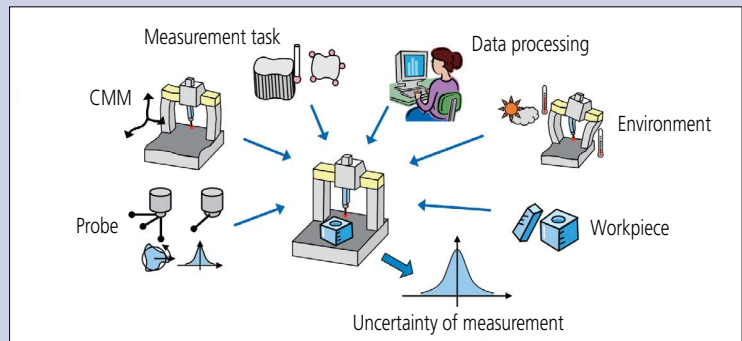 Measurement task
Data processing
CMM
Environment
Probe
Workpiece
Uncertainty of measurement